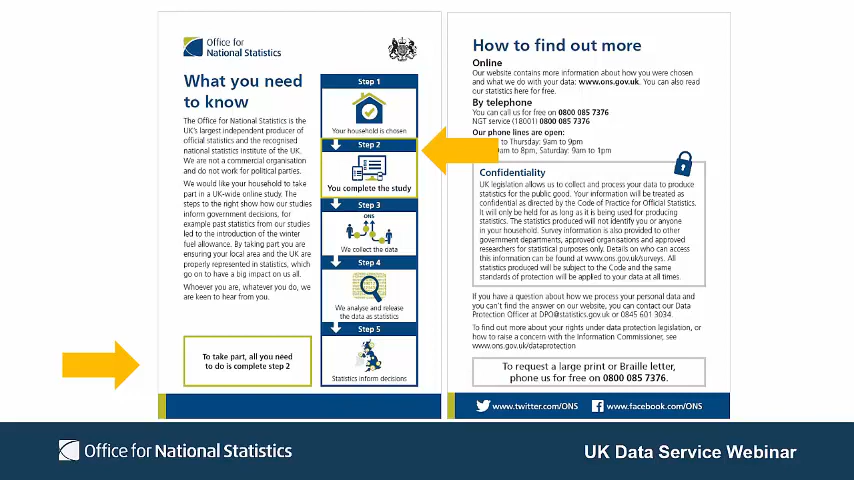 Office for
National Statistics
What you need
to know
The Office for National Statistics is the
UK's largest independent producer of
official statistics and the recognised
national statistics institute of the UK.
We are not a commercial organisation
and do not work for political parties.
We would like your household to take
part in a UK-wide online study. The
steps to the right show how our studies
inform government decisions, for
example past statistics from our studies
led to the introduction of the winter
fuel allowance. By taking part you are
ensuring your local area and the UK are
properly represented in statistics, which
go on to have a big impact on us all.
Whoever you are, whatever you do, we
are keen to hear from you.
To take part, all you need
to do is complete step 2
Step 1
Your household is chosen
Step 2
You complete the study
Step 3
ONS
We collect the data
Step 4
We analyse and release
the data as statistics
Step 5
Statistics inform decisions
How to find out more
Online
Our website contains more information about how you were chosen
and what we do with your data: www.ons.gov.uk. You can also read
our statistics here for free.
By telephone
You can call us for free on 0800 085 7376
NGT service (18001) 0800 085 7376
Our phone lines are open:
to Thursday: 9am to 9pm
9am to 8pm, Saturday: 9am to 1pm
Confidentiality
UK legislation allows us to collect and process your data to produce
statistics for the public good. Your information will be treated as
confidential as directed by the Code of Practice for Official Statistics.
It will only be held for as long as it is being used for producing
statistics. The statistics produced will not identify you or anyone
in your household. Survey information is also provided to other
government departments, approved organisations and approved
researchers for statistical purposes only. Details on who can access
this information can be found at www.ons.gov.uk/surveys. All
statistics produced will be subject to the Code and the same
standards of protection will be applied to your data at all times.
If you have a question about how we process your personal data and
you can't find the answer on our website, you can contact our Data
Protection Officer at DPO@statistics.gov.uk or 0845 601 3034.
To find out more about your rights under data protection legislation, or
how to raise a concern with the Information Commissioner, see
www.ons.gov.uk/dataprotection
To request a large print or Braille letter,
phone us for free on 0800 085 7376.
www.twitter.com/ONS
www.facebook.com/ONS
Office for National Statistics
UK Data Service Webinar